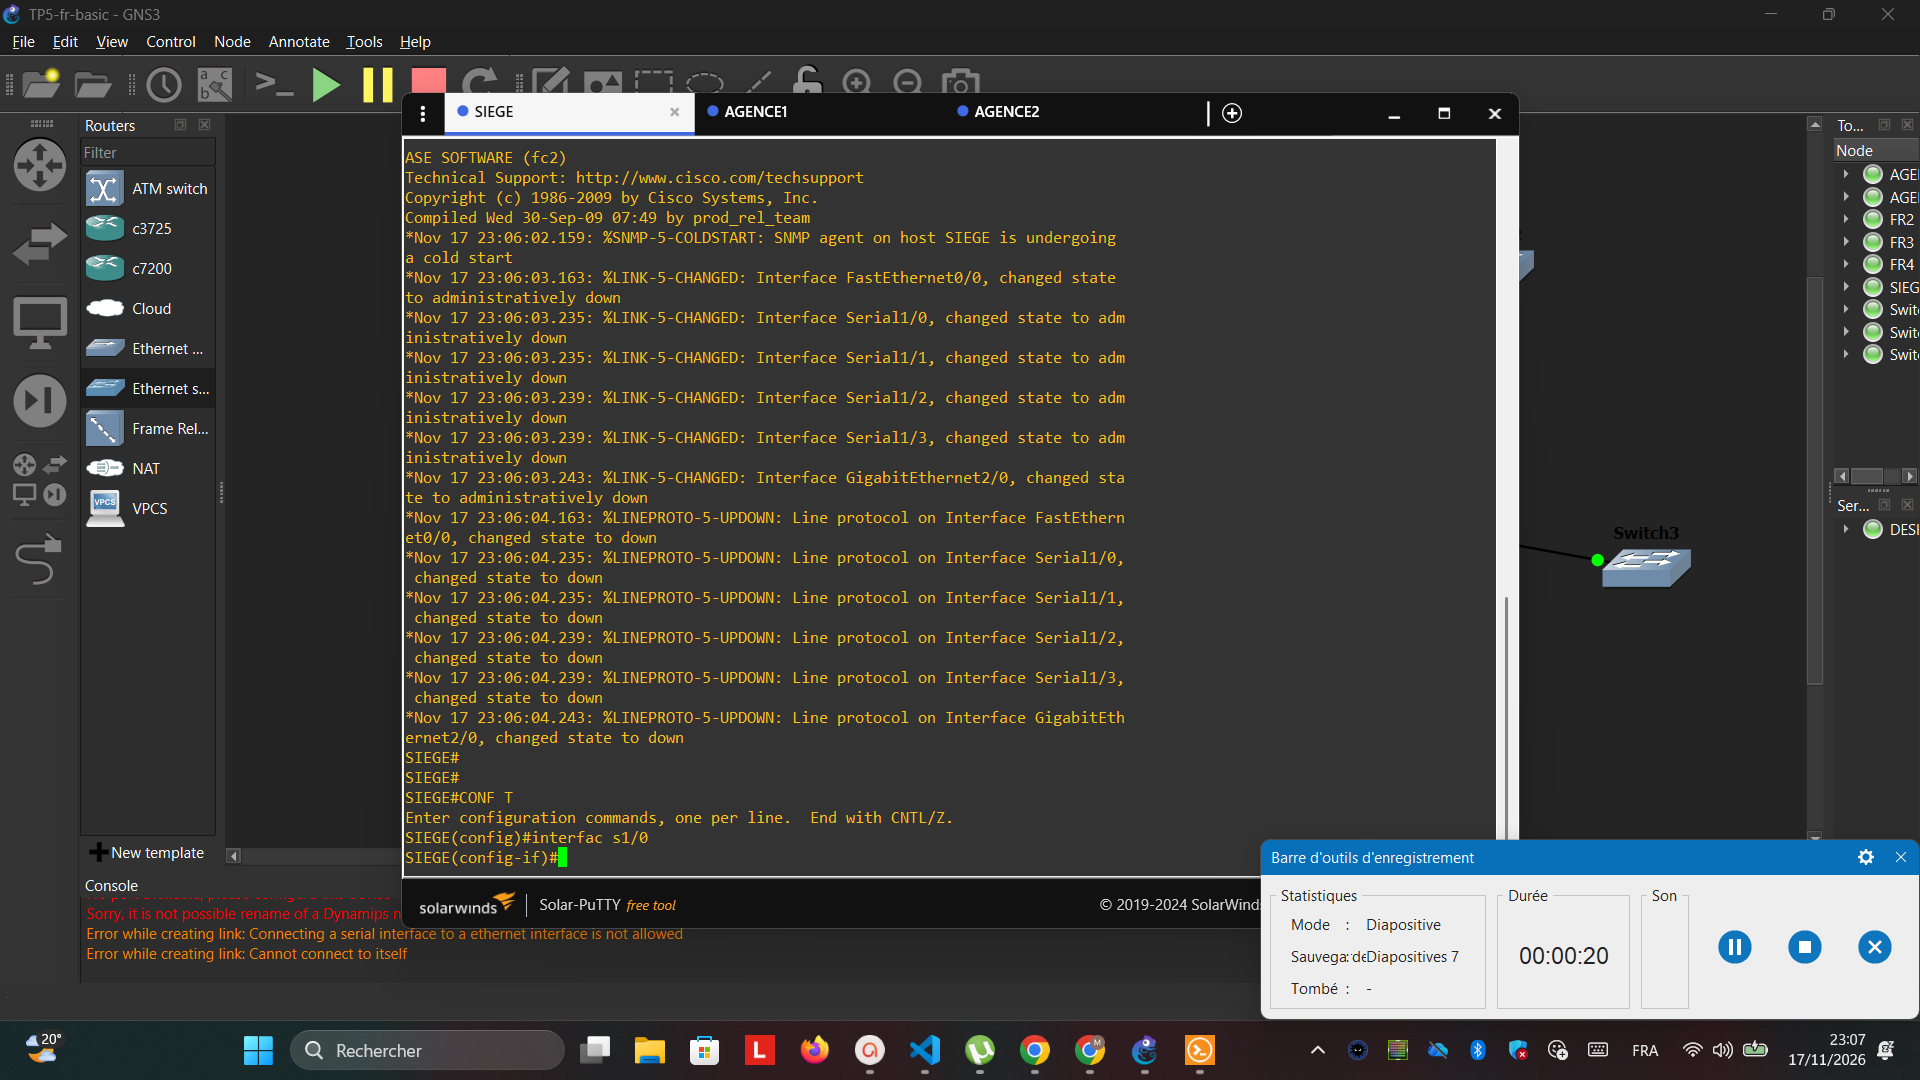 TP5-fr-basic - GNS3
File Edit View Control Node Annotate Tools Help
SIEGE
AGENCE1
AGENCE2
Routers
Filter
ATM switch
c3725
c7200
Cloud
Ethernet ...
Ethernet s...
Frame Rel...
NAT
VPCS
New template
ASE SOFTWARE (fc2)
Technical Support: http://www.cisco.com/techsupport
Copyright (c) 1986-2009 by Cisco Systems, Inc.
Compiled Wed 30-Sep-09 07:49 by prod_rel_team
*Nov 17 23:06:02.159: %SNMP-5-COLDSTART: SNMP agent on host SIEGE is undergoing
a cold start
*Nov 17 23:06:03.163: %LINK-5-CHANGED: Interface FastEthernet0/0, changed state
to administratively down
*Nov 17 23:06:03.235: %LINK-5-CHANGED: Interface Serial1/0, changed state to adm
inistratively down
*Nov 17 23:06:03.235: %LINK-5-CHANGED: Interface Serial1/1, changed state to adm
inistratively down
*Nov 17 23:06:03.239: %LINK-5-CHANGED: Interface Serial1/2, changed state to adm
inistratively down
*Nov 17 23:06:03.239: %LINK-5-CHANGED: Interface Serial1/3, changed state to adm
inistratively down
*Nov 17 23:06:03.243: %LINK-5-CHANGED: Interface GigabitEthernet2/0, changed sta
te to administratively down
*Nov 17 23:06:04.163: %LINEPROTO-5-UPDOWN: Line protocol on Interface FastEthern
et0/0, changed state to down
*Nov 17 23:06:04.235: %LINEPROTO-5-UPDOWN: Line protocol on Interface Serial1/0,
changed state to down
*Nov 17 23:06:04.235: %LINEPROTO-5-UPDOWN: Line protocol on Interface Serial1/1,
changed state to down
*Nov 17 23:06:04.239: %LINEPROTO-5-UPDOWN: Line protocol on Interface Serial1/2,
changed state to down
*Nov 17 23:06:04.239: %LINEPROTO-5-UPDOWN: Line protocol on Interface Serial1/3,
changed state to down
*Nov 17 23:06:04.243: %LINEPROTO-5-UPDOWN: Line protocol on Interface GigabitEth
ernet2/0, changed state to down
SIEGE#
SIEGE#
SIEGE#CONF T
Enter configuration commands, one per line.  End with CNTL/Z.
SIEGE(config)#interfac s1/0
SIEGE(config-if)#
solarwinds Solar-PuTTY free tool © 2019-2024 SolarWinds
Switch3
To...
Node
AGE
AGE
FR2
FR3
FR4
SIEG
Swit
Swit
Swit
Ser...
DESI
Console
Sorry, it is not possible rename of a Dynamips n
Error while creating link: Connecting a serial interface to a ethernet interface is not allowed
Error while creating link: Cannot connect to itself
Barre d'outils d'enregistrement
Statistiques
Mode : Diapositive
Sauvega:de Diapositives 7
Tombé : -
Durée
00:00:20
Son
20°
Rechercher
FRA
23:07
17/11/2026